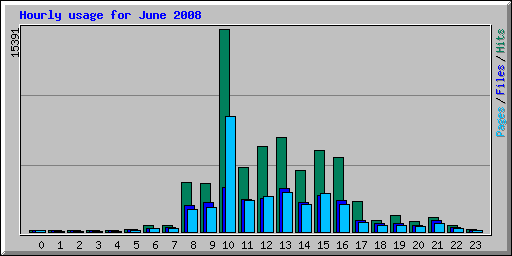 Hourly usage for June 2008
15391
Pages/Files/Hits
0 1 2 3 4 5 6 7 8 9 10 11 12 13 14 15 16 17 18 19 20 21 22 23